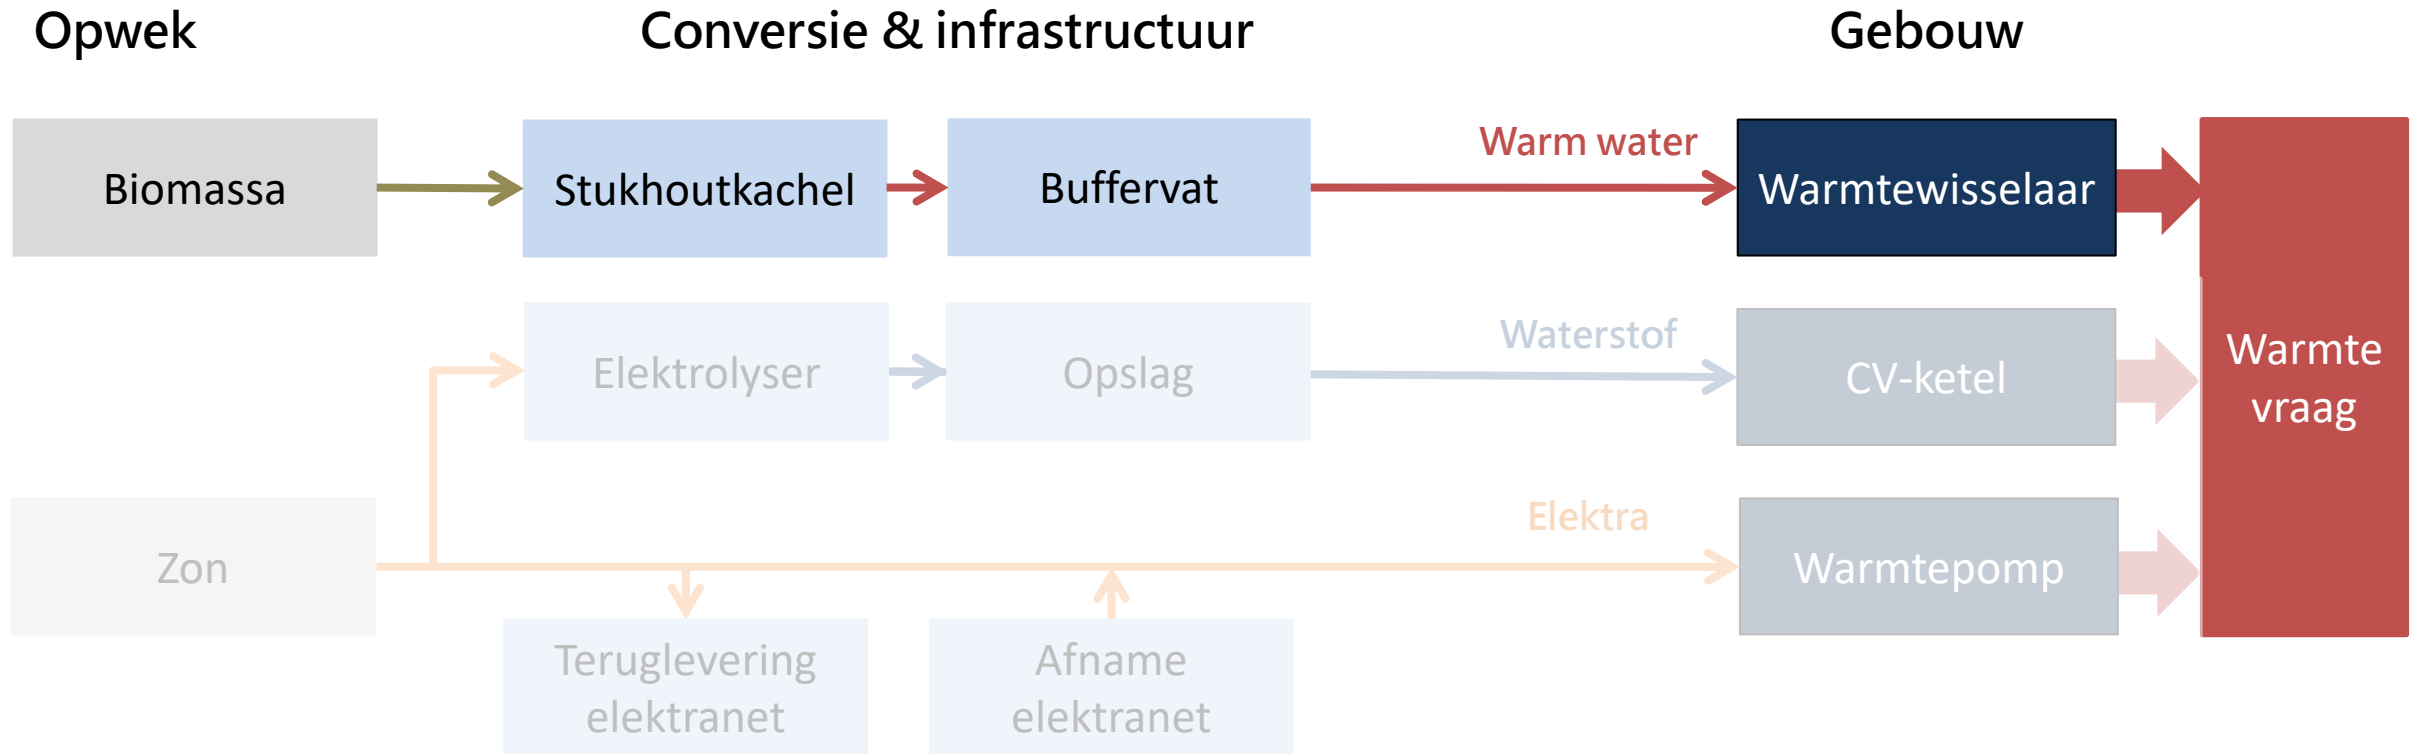 Opwek
Conversie & infrastructuur
Gebouw
Biomassa
Stukhoutkachel
Buffervat
Warm water
Warmtewisselaar
Elektrolyser
Opslag
Waterstof
CV-ketel
Warmte
vraag
Zon
Elektra
Warmtepomp
Teruglevering
elektranet
Afname
elektranet